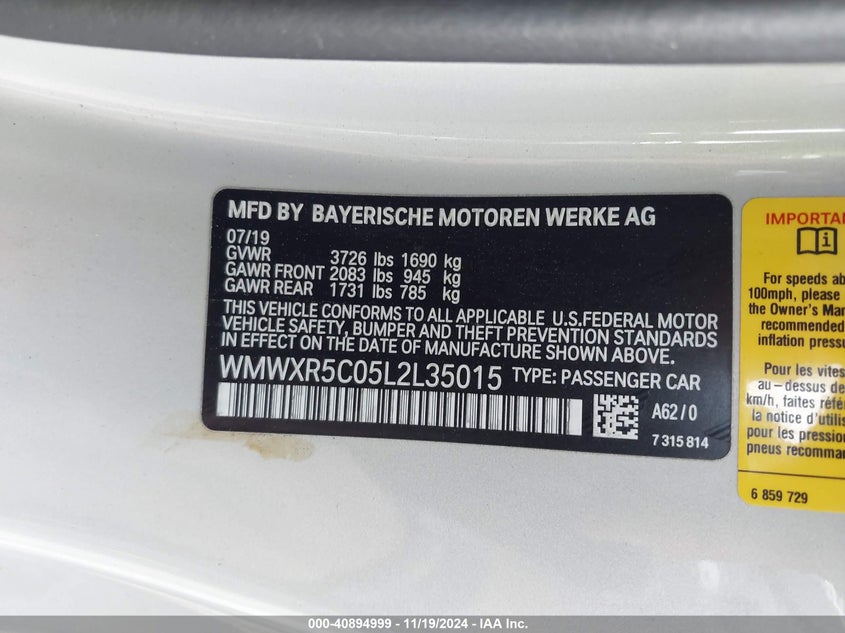 MFD BY BAYERISCHE MOTOREN WERKE AG
07/19
GVWR 3726 lbs 1690 kg
GAWR FRONT 2083 lbs 945 kg
GAWR REAR 1731 lbs 785 kg
THIS VEHICLE CONFORMS TO ALL APPLICABLE U.S.FEDERAL MOTOR
VEHICLE SAFETY, BUMPER AND THEFT PREVENTION STANDARDS
IN EFFECT ON THE DATE OF MANUFACTURE SHOWN ABOVE.
WMWXR5C05L2L35015 TYPE: PASSENGER CAR
A62/0
7 315 814
IMPORTA
For speeds ab
100mph, please
the Owner's Man
recommended
inflation pressu
Pour les vites
au-dessus de
km/h, faites réfé
la notice d'utilis
pour les pression
pneus recomman
6 859 729
000-40894999 - 11/19/2024 - IAA Inc.